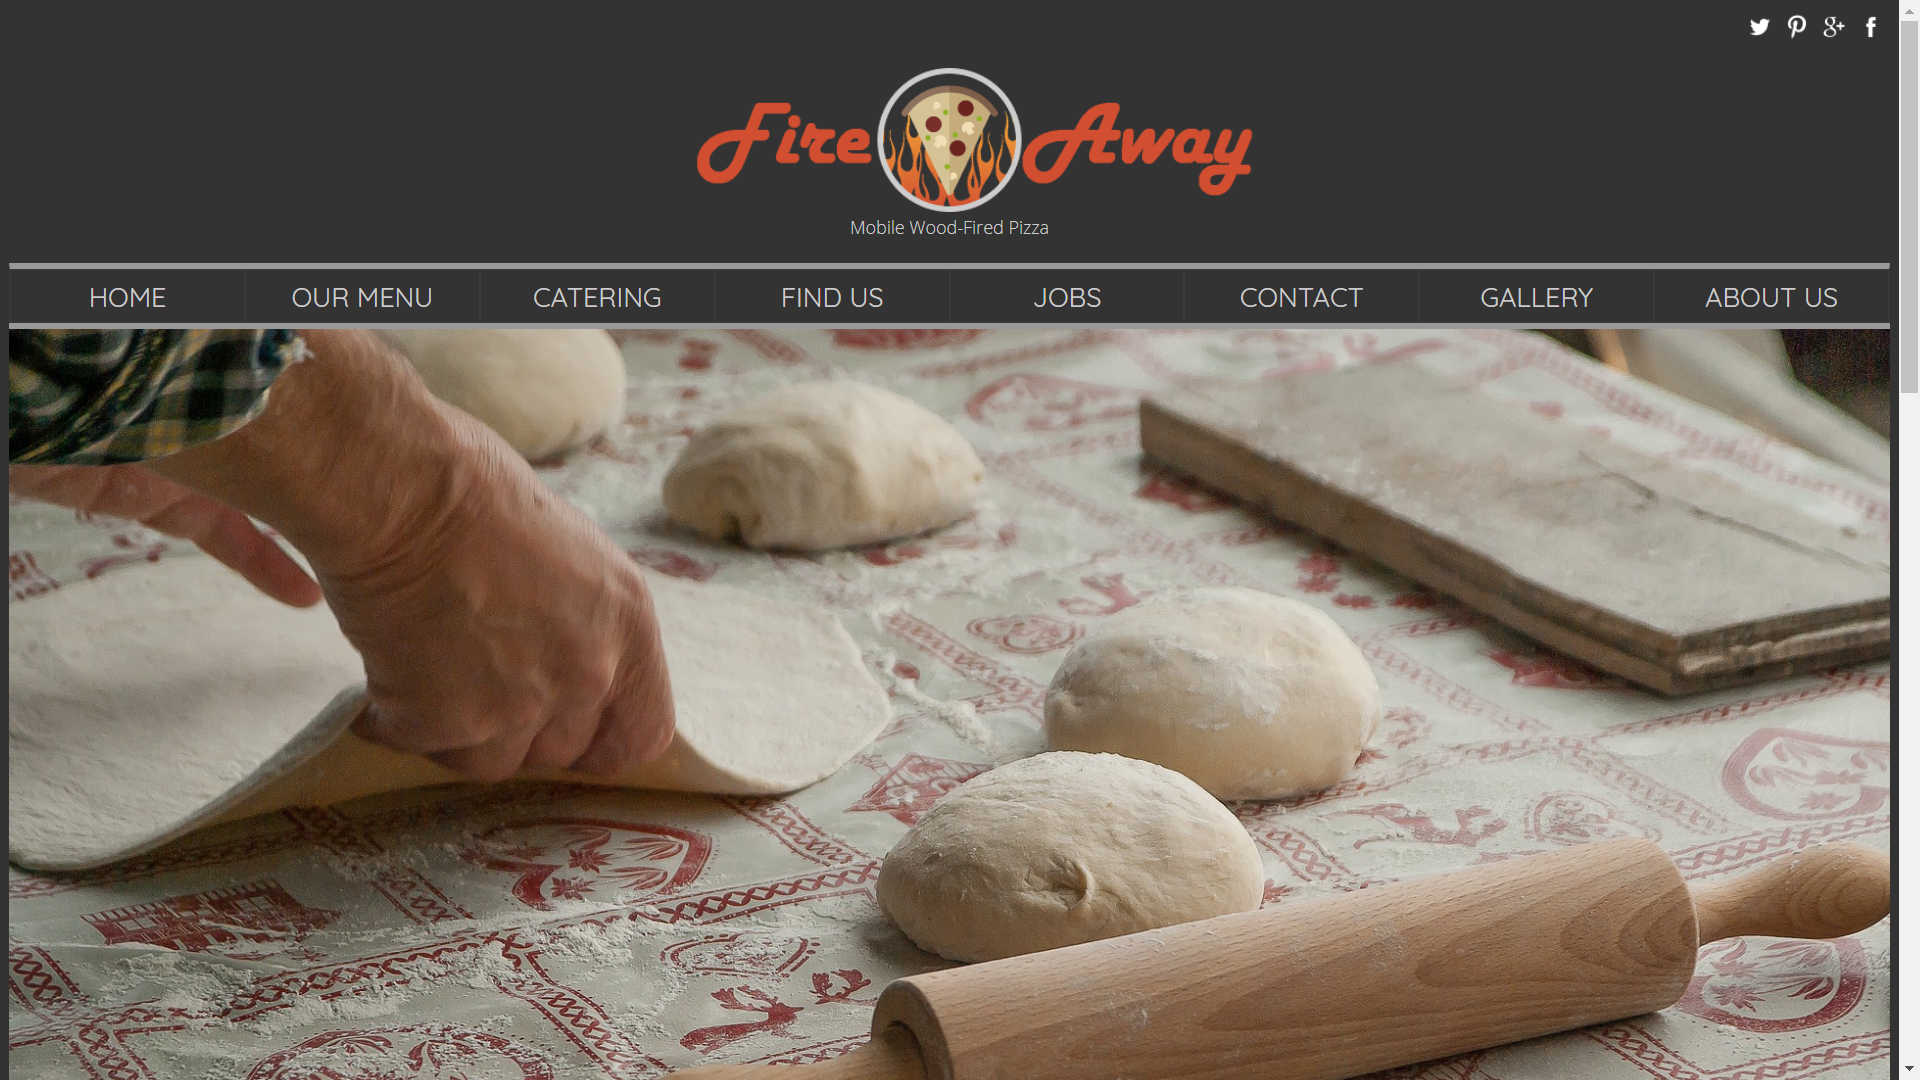 Fire Away
Mobile Wood-Fired Pizza
HOME OUR MENU CATERING FIND US JOBS CONTACT GALLERY ABOUT US